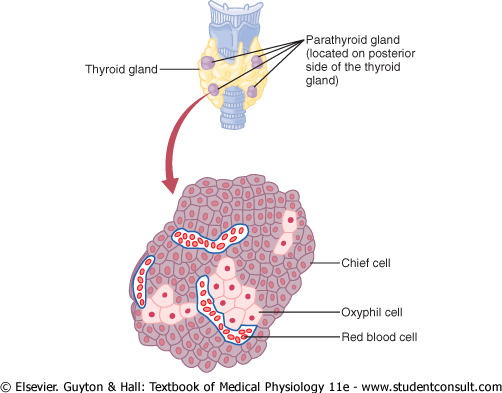 Parathyroid gland
(located on posterior
side of the thyroid
gland)
Thyroid gland
Chief cell
Oxyphil cell
Red blood cell
© Elsevier. Guyton & Hall: Textbook of Medical Physiology 11e - www.studentconsult.com